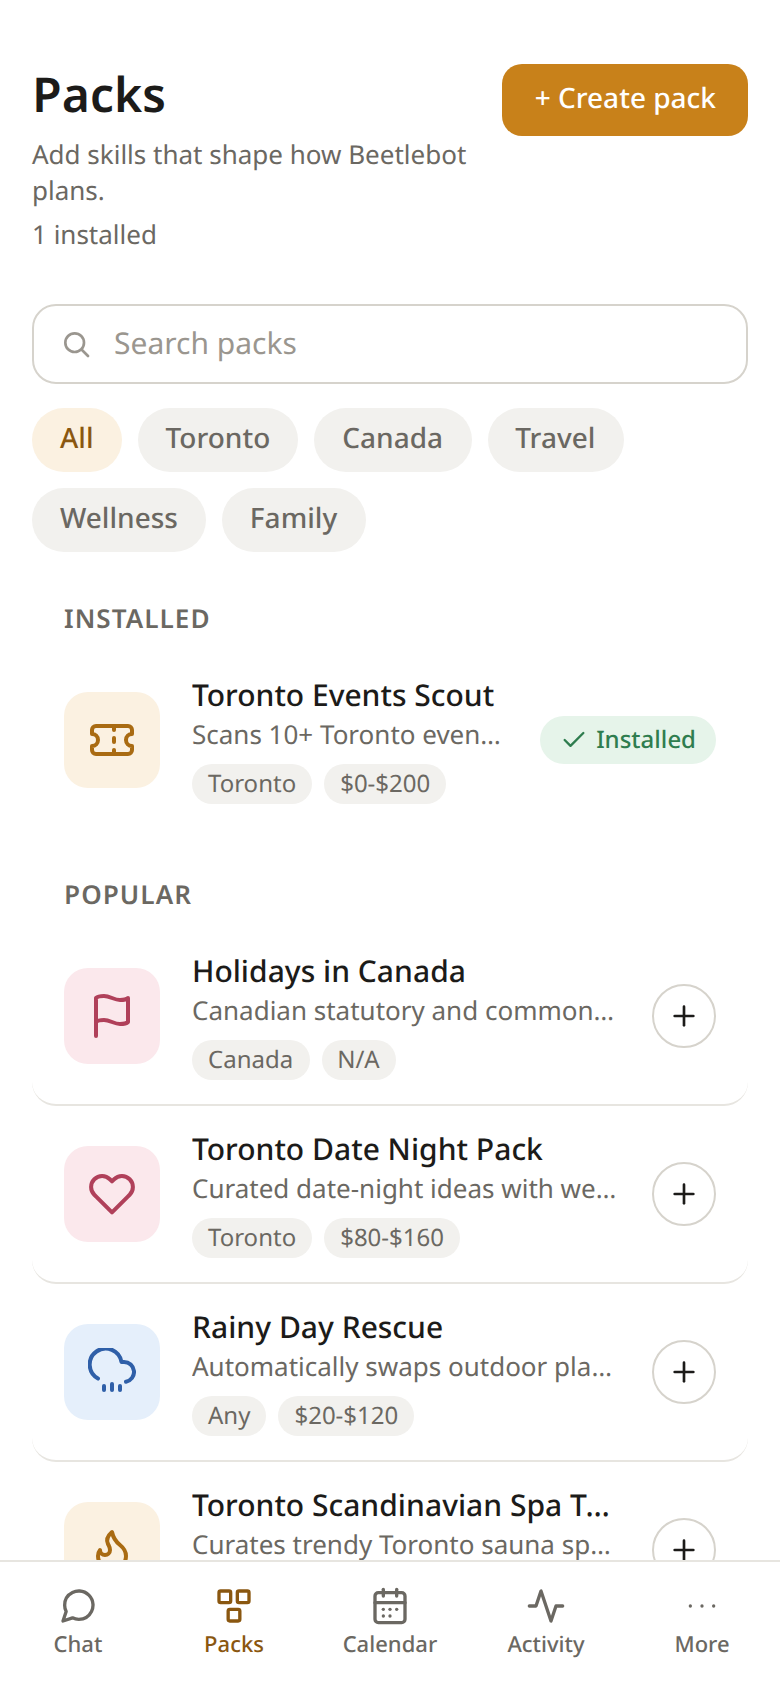 Packs
+ Create pack
Add skills that shape how Beetlebot
plans.
1 installed
Search packs
All
Toronto
Canada
Travel
Wellness
Family
INSTALLED
Toronto Events Scout
Scans 10+ Toronto even...
Toronto
$0-$200
Installed
POPULAR
Holidays in Canada
Canadian statutory and common...
Canada
N/A
Toronto Date Night Pack
Curated date-night ideas with we...
Toronto
$80-$160
Rainy Day Rescue
Automatically swaps outdoor pla...
Any
$20-$120
Toronto Scandinavian Spa T...
Curates trendy Toronto sauna sp...
Chat
Packs
Calendar
Activity
More